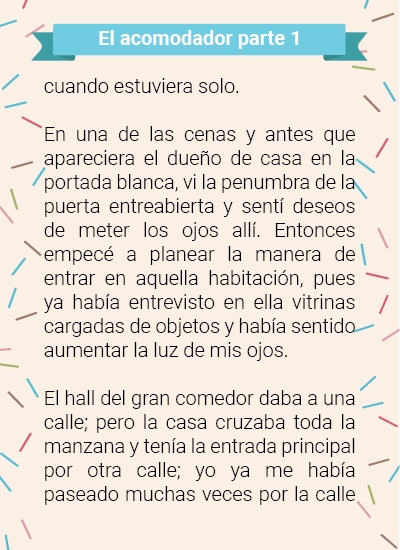 El acomodador parte 1
cuando estuviera solo.
En una de las cenas y antes que
apareciera el dueño de casa en la
portada blanca, vi la penumbra de la
puerta entreabierta y sentí deseos
de meter los ojos allí. Entonces
empecé a planear la manera de
entrar en aquella habitación, pues
ya había entrevisto en ella vitrinas
cargadas de objetos y había sentido
aumentar la luz de mis ojos.
El hall del gran comedor daba a una
calle; pero la casa cruzaba toda la
manzana y tenía la entrada principal
por otra calle; yo ya me había
paseado muchas veces por la calle